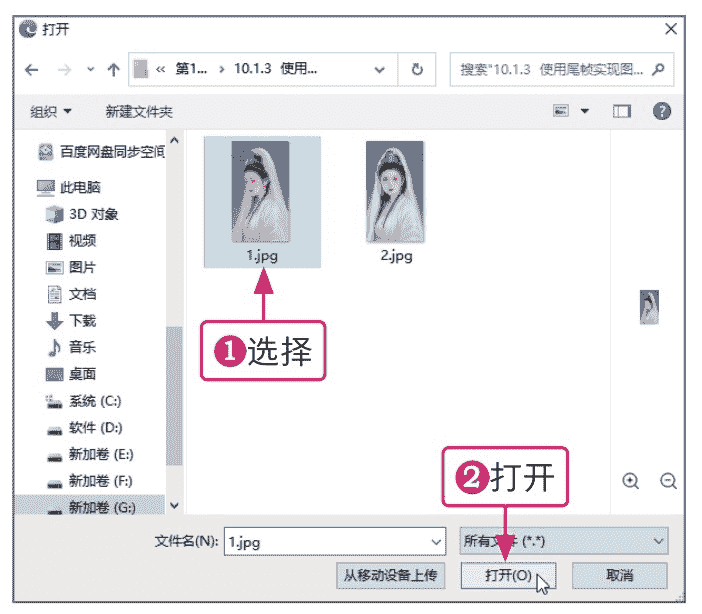 打开
« 第1... › 10.1.3 使用...
搜索"10.1.3 使用尾帧实现图...
组织
新建文件夹
百度网盘同步空间
此电脑
3D 对象
视频
图片
文档
下载
音乐
桌面
系统 (C:)
软件 (D:)
新加卷 (E:)
新加卷 (F:)
新加卷 (G:)
1.jpg
2.jpg
❶选择
❷打开
文件名(N):
1.jpg
所有文件 (*.*)
从移动设备上传
打开(O)
取消